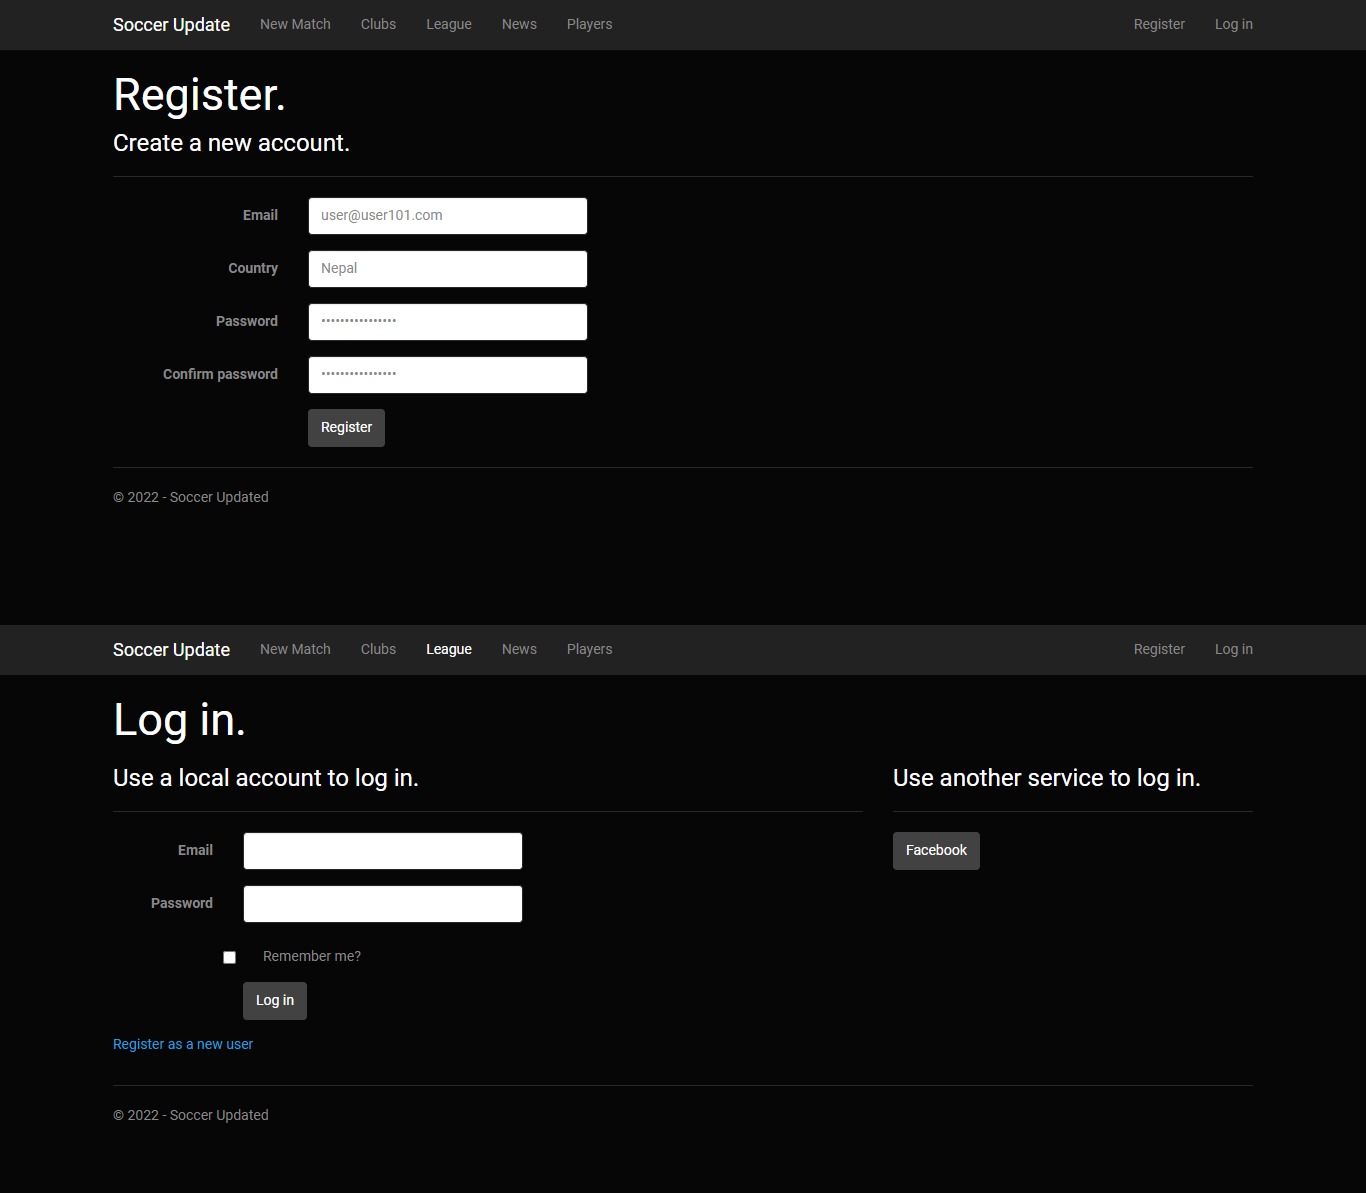 Soccer Update New Match Clubs League News Players Register Log in
Register.
Create a new account.
Email user@user101.com
Country Nepal
Password ••••••••••••••••
Confirm password ••••••••••••••••
Register
© 2022 - Soccer Updated
Soccer Update New Match Clubs League News Players Register Log in
Log in.
Use a local account to log in. Use another service to log in.
Email Facebook
Password
Remember me?
Log in
Register as a new user
© 2022 - Soccer Updated